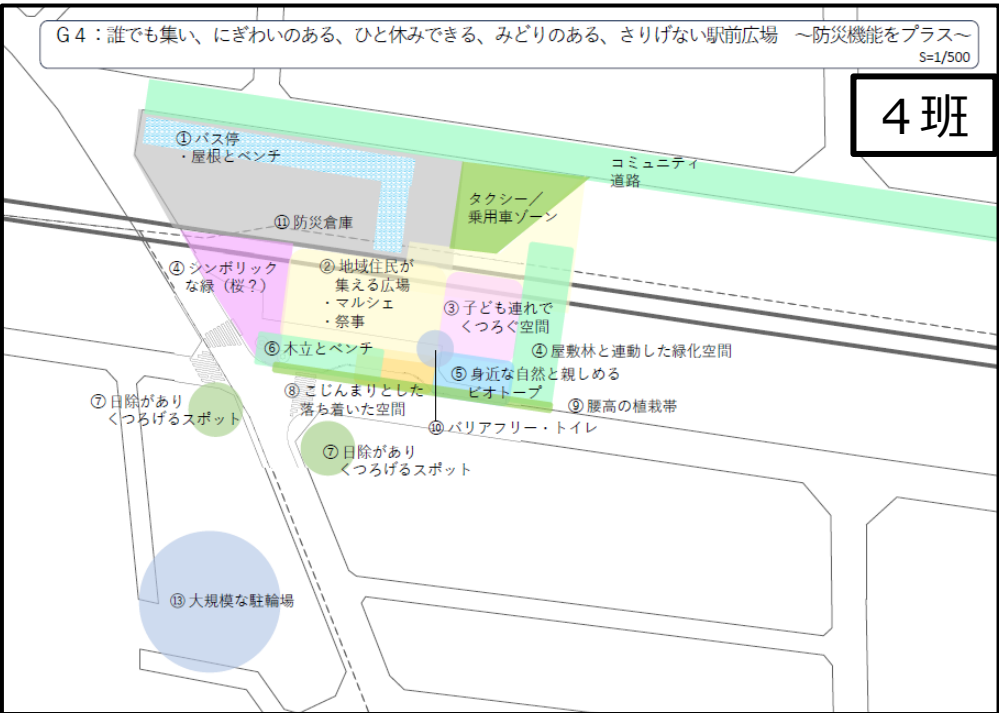 G4：誰でも集い、にぎわいのある、ひと休みできる、みどりのある、さりげない駅前広場　～防災機能をプラス～
S=1/500
４班
①バス停
・屋根とベンチ
コミュニティ
道路
タクシー／
乗用車ゾーン
⑪防災倉庫
④シンボリック
な緑（桜？）
②地域住民が
集える広場
・マルシェ
・祭事
③子ども連れで
くつろぐ空間
⑥木立とベンチ
④屋敷林と連動した緑化空間
⑤身近な自然と親しめる
ビオトープ
⑧こじんまりとした
落ち着いた空間
⑨腰高の植栽帯
⑦日除があり
くつろげるスポット
⑩バリアフリー・トイレ
⑦日除があり
くつろげるスポット
⑬大規模な駐輪場